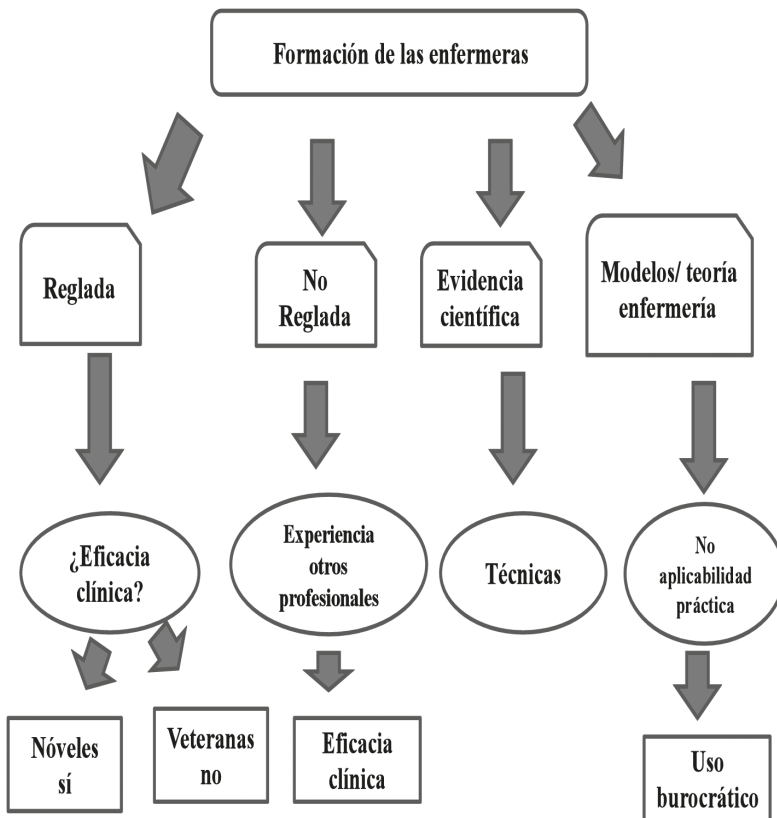 Formación de las enfermeras
Reglada
No
Reglada
Evidencia
científica
Modelos/ teoría
enfermería
¿Eficacia
clínica?
Experiencia
otros
profesionales
Técnicas
No
aplicabilidad
práctica
Nóveles
sí
Veteranas
no
Eficacia
clínica
Uso
burocrático